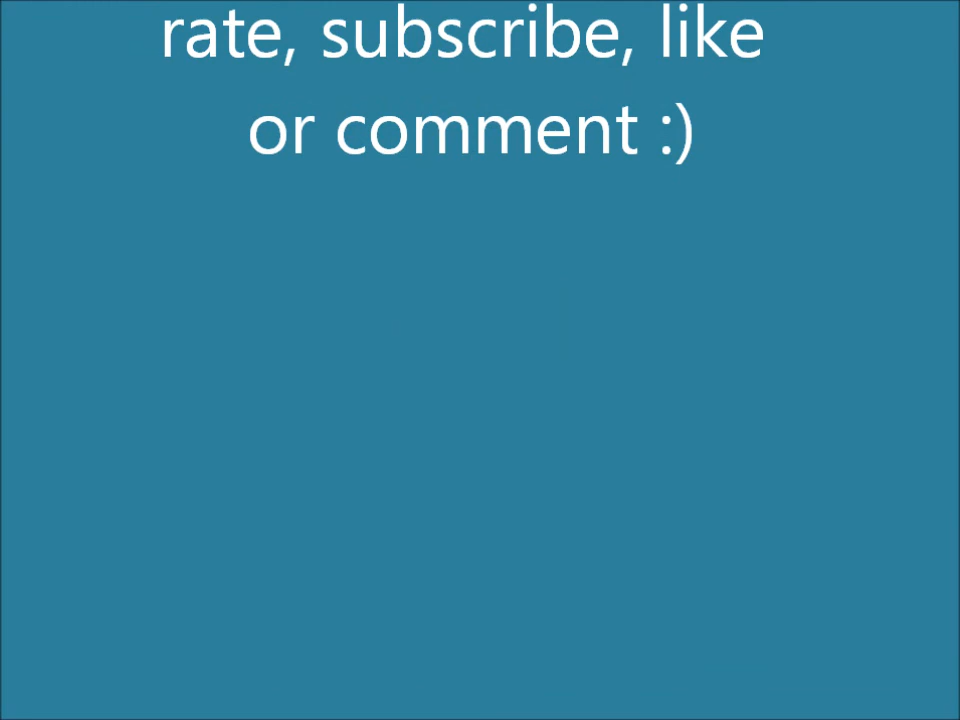 rate, subscribe, like
or comment :)